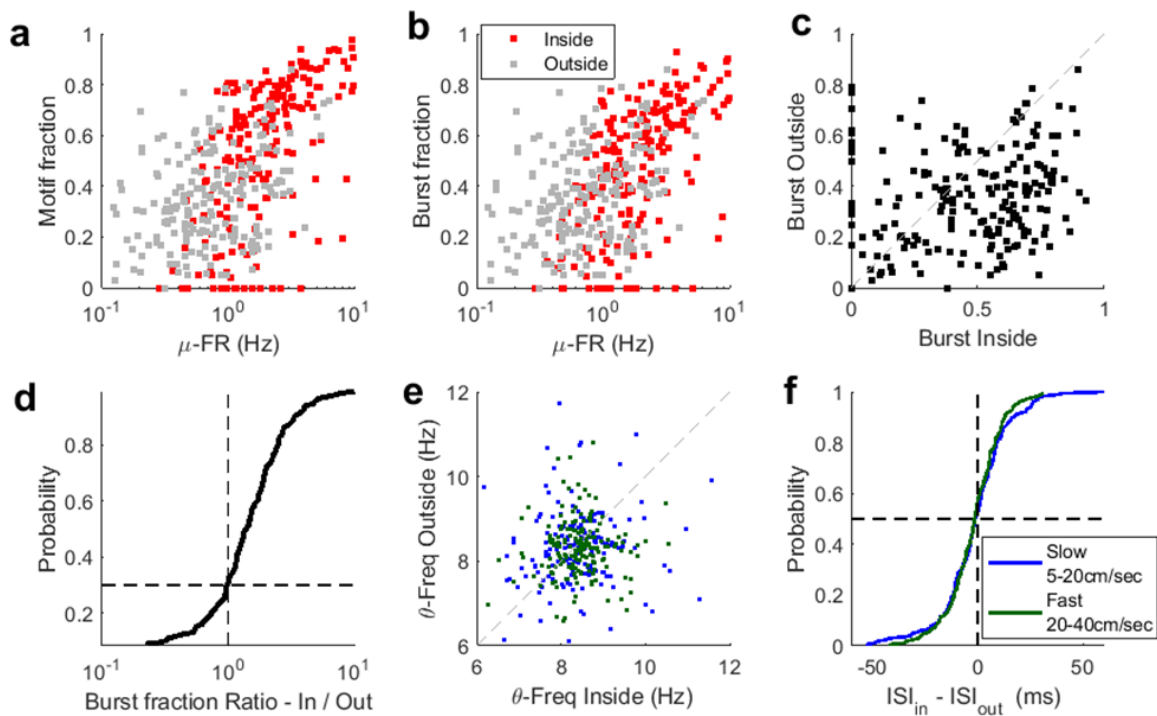 a
1
0.8
0.6
0.4
0.2
0
Motif fraction
10^-1
10^0
10^1
μ-FR (Hz)
b
Inside
Outside
1
0.8
0.6
0.4
0.2
0
Burst fraction
10^-1
10^0
10^1
μ-FR (Hz)
c
1
0.8
0.6
0.4
0.2
0
Burst Outside
0
0.5
1
Burst Inside
d
0.8
0.6
0.4
0.2
Probability
10^-1
10^0
10^1
Burst fraction Ratio - In / Out
e
12
10
8
6
θ-Freq Outside (Hz)
6
8
10
12
θ-Freq Inside (Hz)
f
1
0.8
0.6
0.4
0.2
0
Probability
Slow
5-20cm/sec
Fast
20-40cm/sec
-50
0
50
ISI_in - ISI_out (ms)